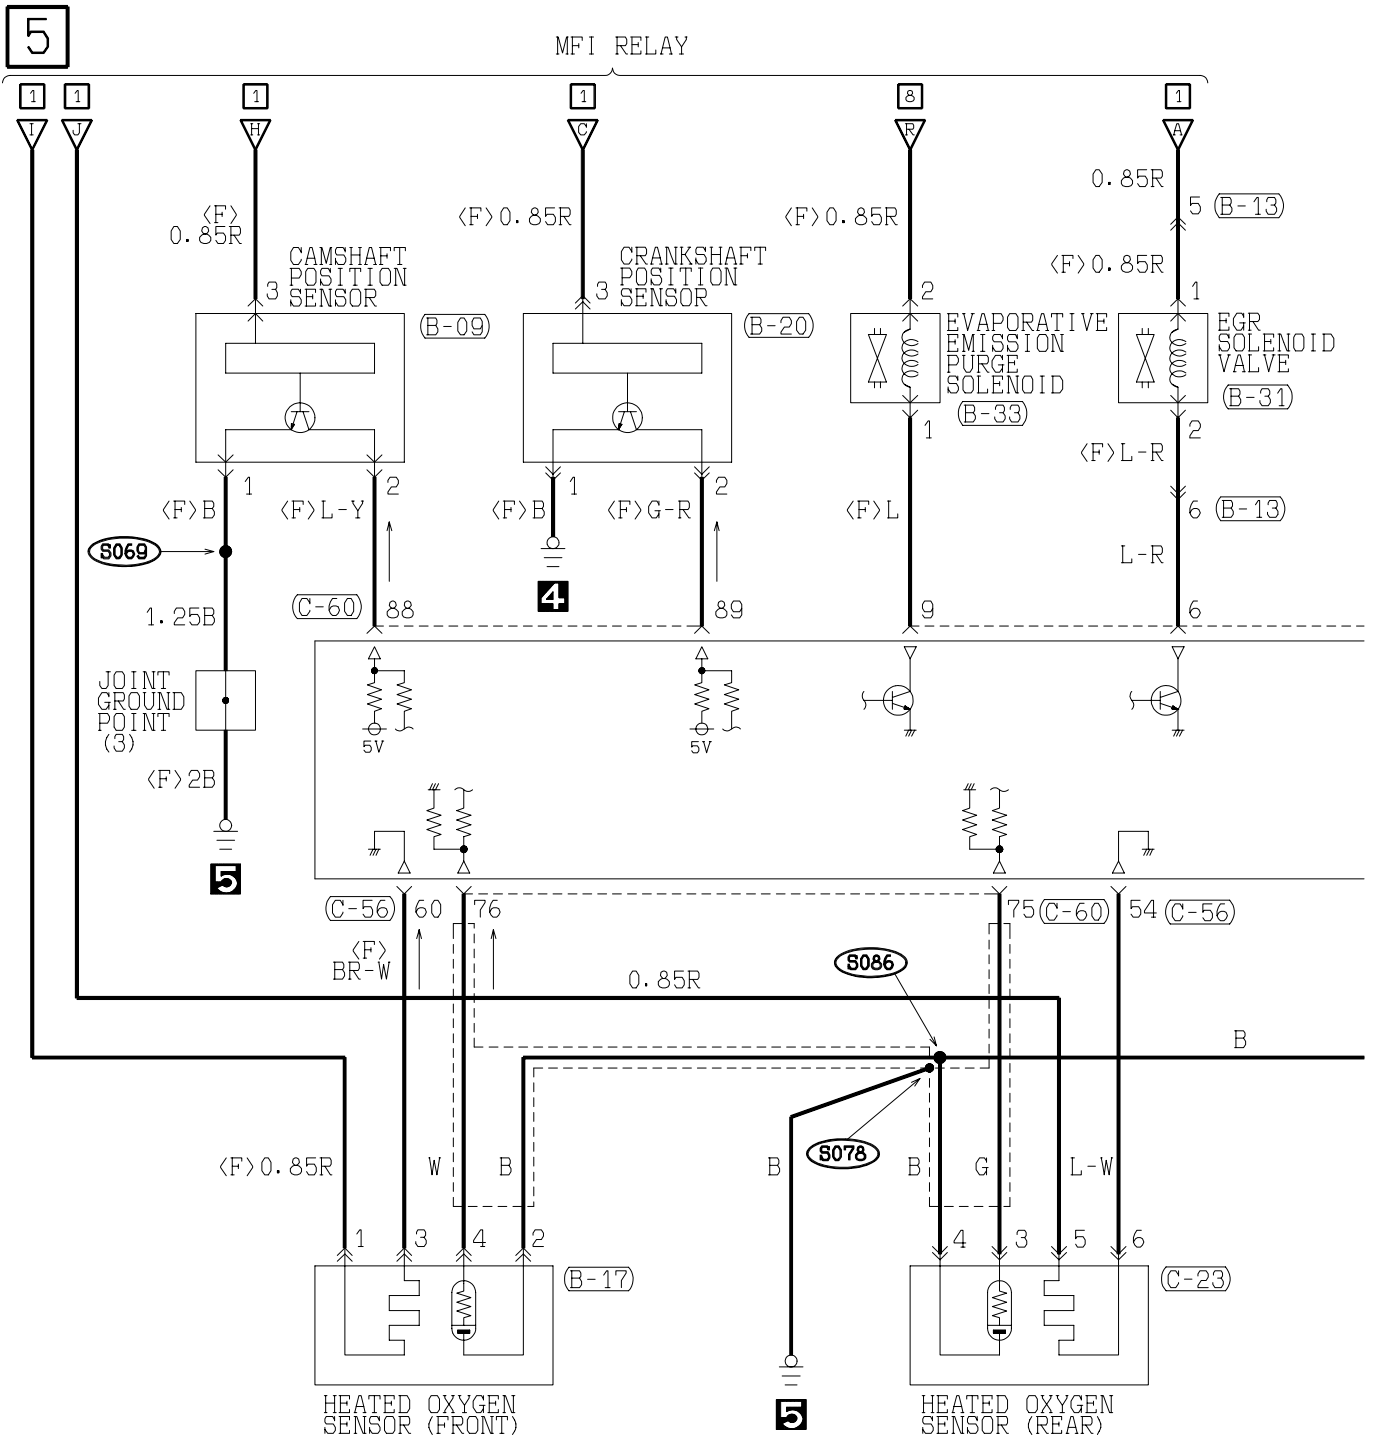 5
MFI RELAY
1 1 1 1 8 1
I J H C R A
0.85R
5 (B-13)
<F> 0.85R
<F>0.85R
<F>0.85R
<F>0.85R
3
CAMSHAFT
POSITION
SENSOR
(B-09)
3
CRANKSHAFT
POSITION
SENSOR
(B-20)
2
EVAPORATIVE
EMISSION
PURGE
SOLENOID
(B-33)
1
EGR
SOLENOID
VALVE
(B-31)
1 2 1 2 1 2
<F>B <F>L-Y <F>B <F>G-R <F>L <F>L-R
6 (B-13)
S069
4
L-R
1.25B
(C-60) 88 89 9 6
JOINT
GROUND
POINT
(3)
5V 5V
<F>2B
5
(C-56) 60 76 75 (C-60) 54 (C-56)
<F>
BR-W
0.85R
S086
B
S078
<F>0.85R W B B B G L-W
1 3 4 2 4 3 5 6
(B-17) (C-23)
HEATED OXYGEN
SENSOR (FRONT)
5
HEATED OXYGEN
SENSOR (REAR)